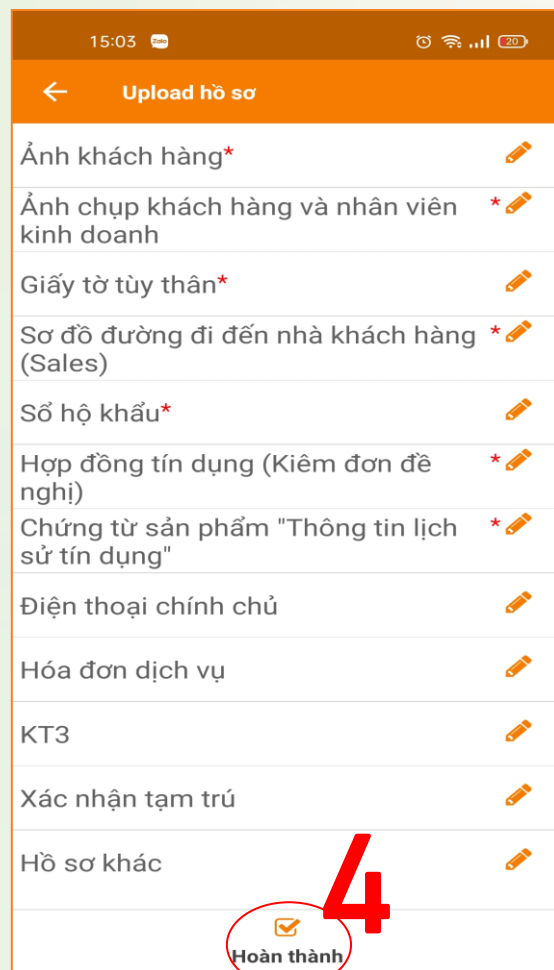 15:03 Zalo 20
Upload hồ sơ
Ảnh khách hàng*
Ảnh chụp khách hàng và nhân viên *
kinh doanh
Giấy tờ tùy thân*
Sơ đồ đường đi đến nhà khách hàng *
(Sales)
Sổ hộ khẩu*
Hợp đồng tín dụng (Kiêm đơn đề *
nghị)
Chứng từ sản phẩm "Thông tin lịch *
sử tín dụng"
Điện thoại chính chủ
Hóa đơn dịch vụ
KT3
Xác nhận tạm trú
Hồ sơ khác
4
Hoàn thành